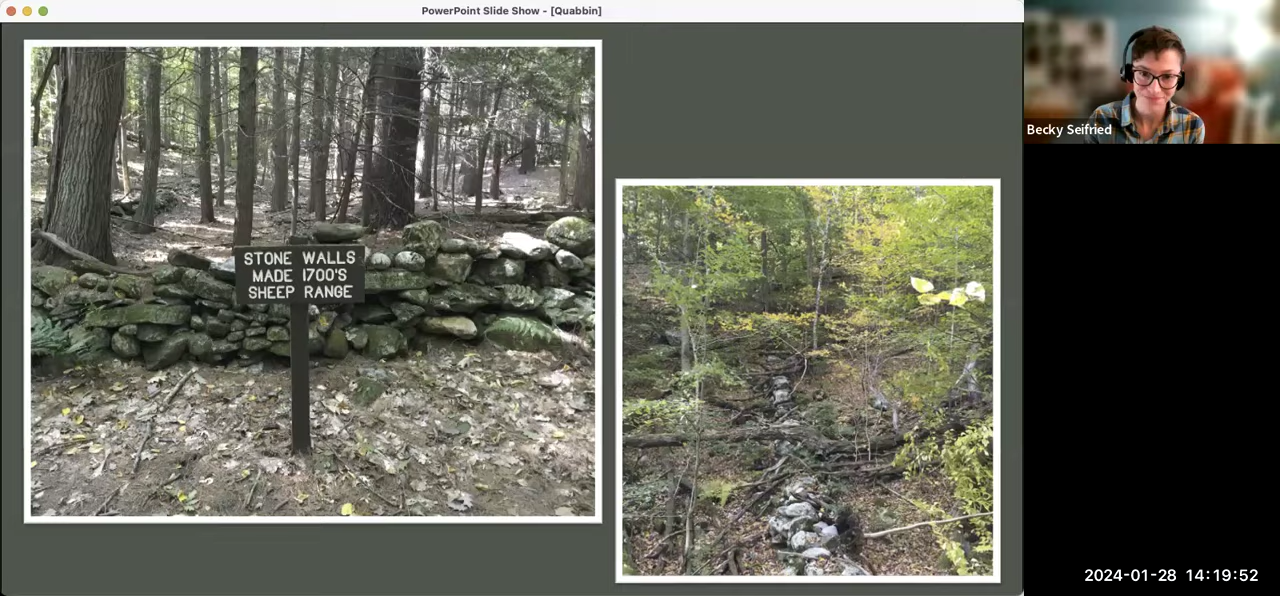 PowerPoint Slide Show - [Quabbin]
STONE WALLS
MADE 1700'S
SHEEP RANGE
Becky Seifried
2024-01-28 14:19:52